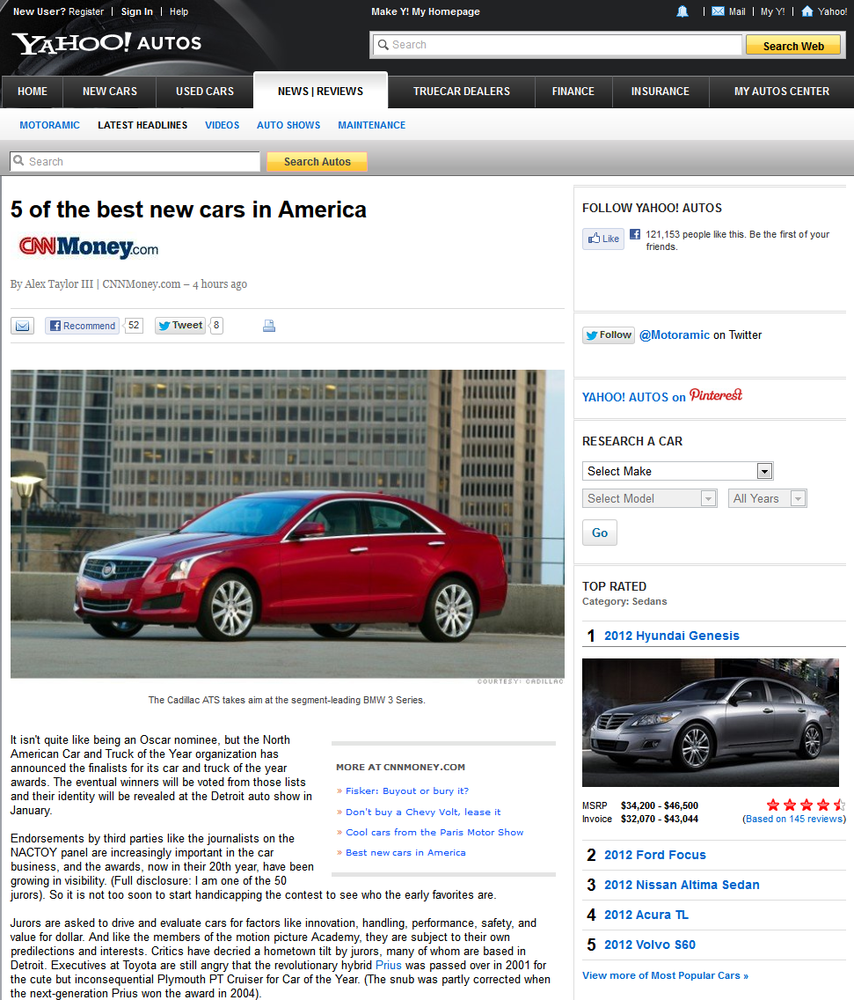 New User? Register | Sign In | Help
Make Y! My Homepage
Mail | My Y! | Yahoo!
YAHOO! AUTOS
Search
Search Web
HOME
NEW CARS
USED CARS
NEWS | REVIEWS
TRUECAR DEALERS
FINANCE
INSURANCE
MY AUTOS CENTER
MOTORAMIC
LATEST HEADLINES
VIDEOS
AUTO SHOWS
MAINTENANCE
Search
Search Autos
5 of the best new cars in America
CNNMoney.com
By Alex Taylor III | CNNMoney.com – 4 hours ago
Recommend
52
Tweet
8
COURTESY: CADILLAC
The Cadillac ATS takes aim at the segment-leading BMW 3 Series.
It isn't quite like being an Oscar nominee, but the North
American Car and Truck of the Year organization has
announced the finalists for its car and truck of the year
awards. The eventual winners will be voted from those lists
and their identity will be revealed at the Detroit auto show in
January.
Endorsements by third parties like the journalists on the
NACTOY panel are increasingly important in the car
business, and the awards, now in their 20th year, have been
growing in visibility. (Full disclosure: I am one of the 50
jurors). So it is not too soon to start handicapping the contest to see who the early favorites are.
MORE AT CNNMONEY.COM
» Fisker: Buyout or bury it?
» Don't buy a Chevy Volt, lease it
» Cool cars from the Paris Motor Show
» Best new cars in America
Jurors are asked to drive and evaluate cars for factors like innovation, handling, performance, safety, and
value for dollar. And like the members of the motion picture Academy, they are subject to their own
predilections and interests. Critics have decried a hometown tilt by jurors, many of whom are based in
Detroit. Executives at Toyota are still angry that the revolutionary hybrid Prius was passed over in 2001 for
the cute but inconsequential Plymouth PT Cruiser for Car of the Year. (The snub was partly corrected when
the next-generation Prius won the award in 2004).
FOLLOW YAHOO! AUTOS
Like
121,153 people like this. Be the first of your
friends.
Follow
@Motoramic on Twitter
YAHOO! AUTOS on Pinterest
RESEARCH A CAR
Select Make
Select Model
All Years
Go
TOP RATED
Category: Sedans
1 2012 Hyundai Genesis
MSRP $34,200 - $46,500
Invoice $32,070 - $43,044
(Based on 145 reviews)
2 2012 Ford Focus
3 2012 Nissan Altima Sedan
4 2012 Acura TL
5 2012 Volvo S60
View more of Most Popular Cars »